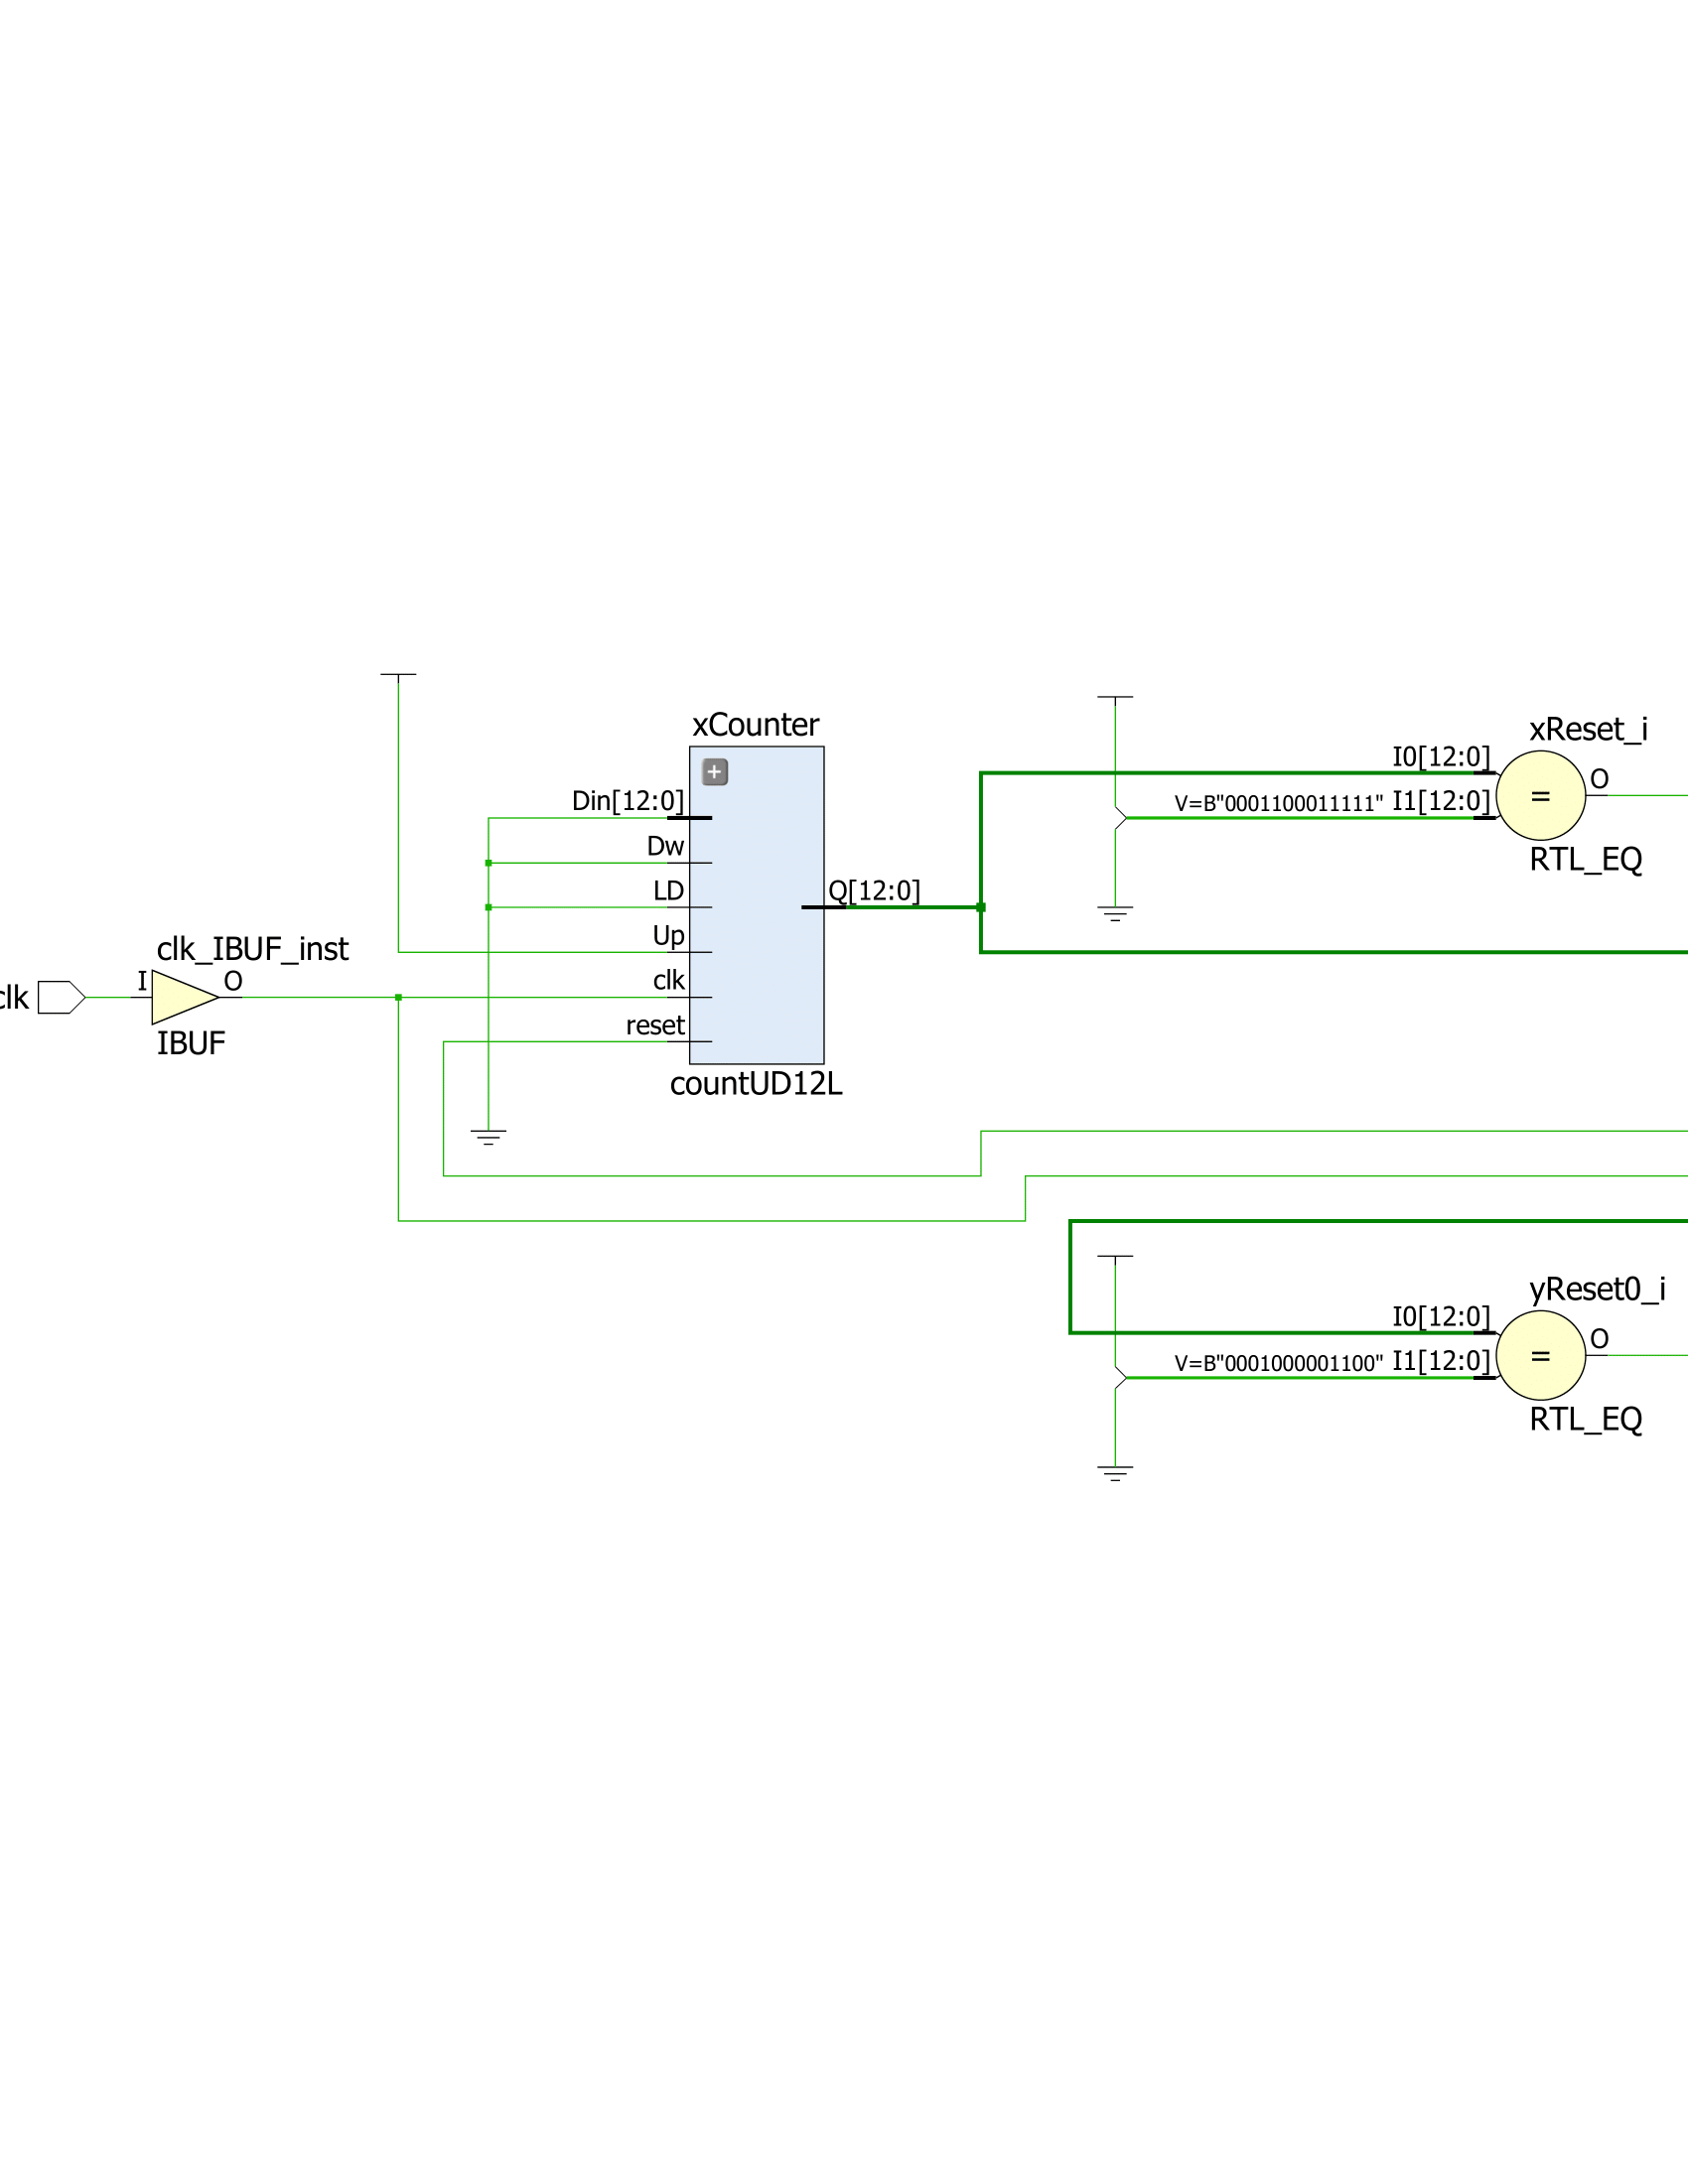 xCounter
xReset_i
I0[12:0]
O
V=B"0001100011111" I1[12:0]
=
RTL_EQ
Din[12:0]
Dw
LD
Q[12:0]
Up
clk_IBUF_inst
clk
I
O
clk
IBUF
reset
countUD12L
yReset0_i
I0[12:0]
O
V=B"0001000001100" I1[12:0]
=
RTL_EQ